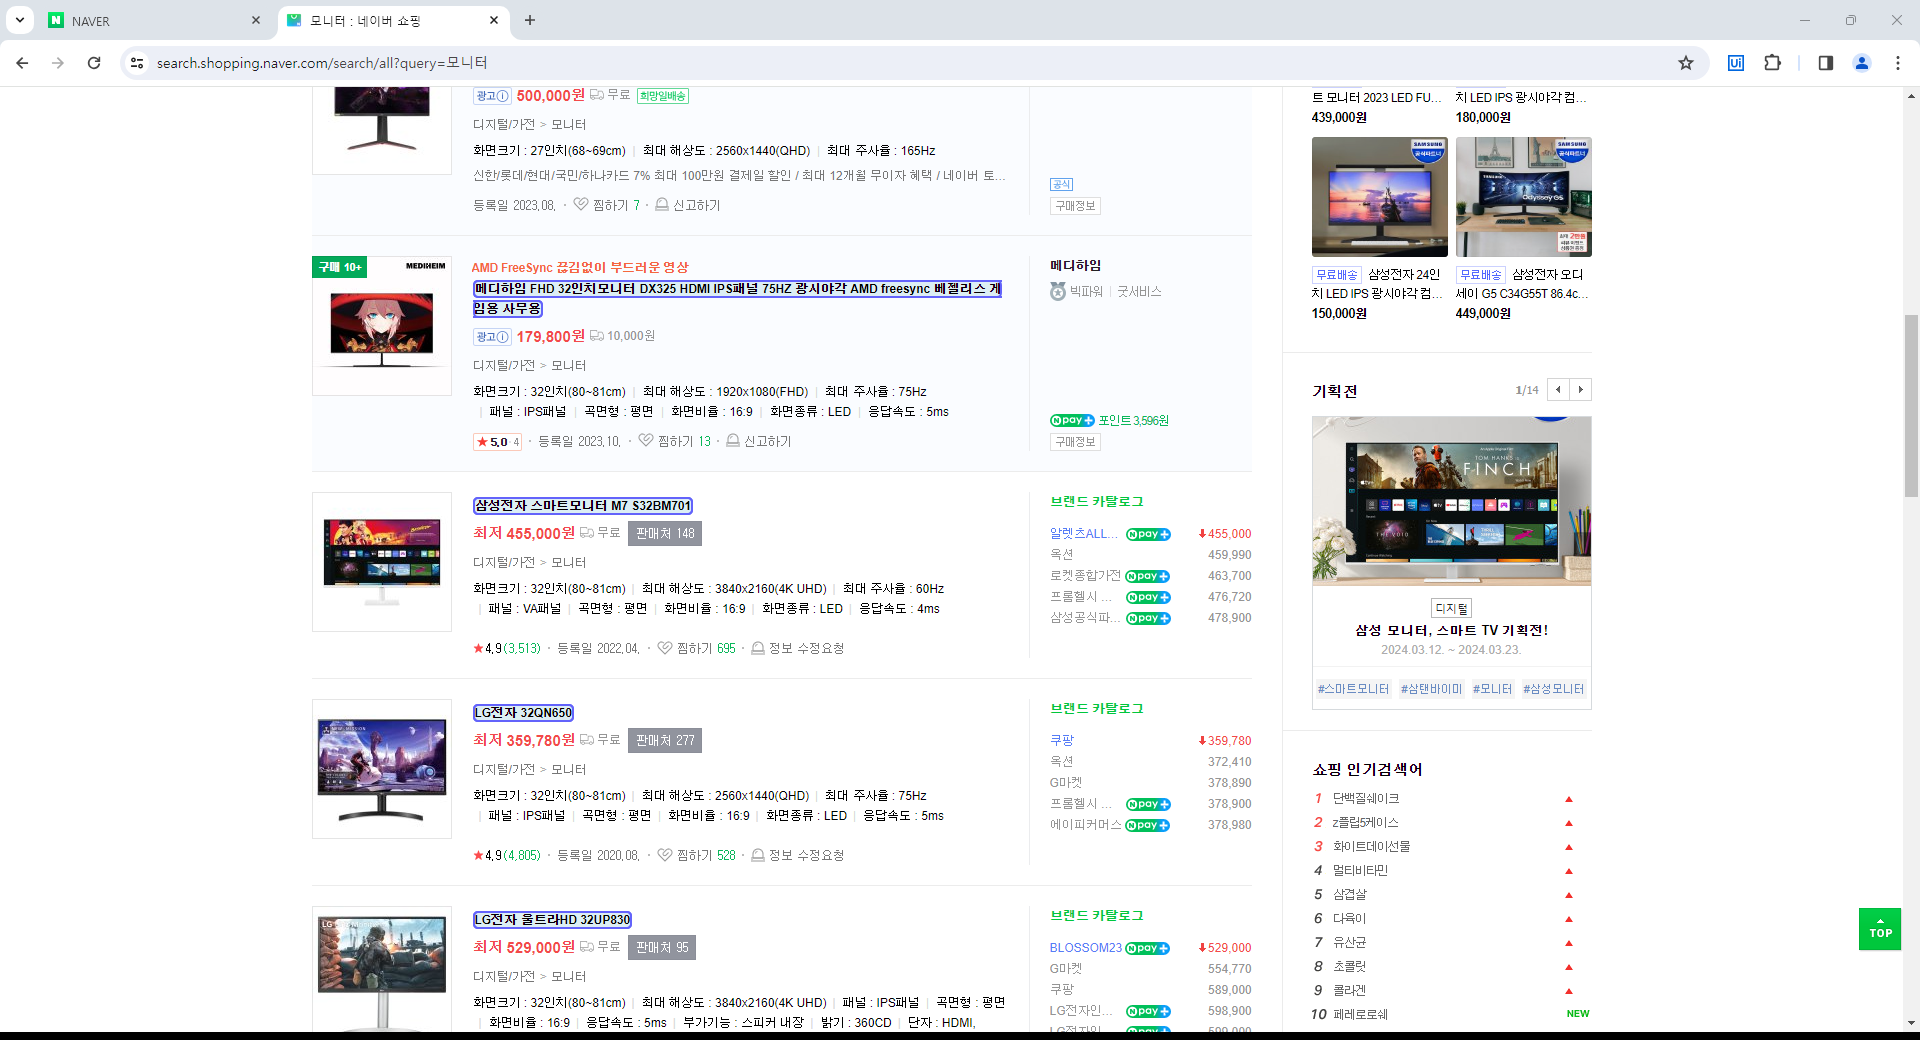 NAVER
모니터 : 네이버 쇼핑
search.shopping.naver.com/search/all?query=모니터
광고 500,000원 무료 희망일배송
디지털/가전 > 모니터
화면크기 : 27인치(68~69cm) | 최대 해상도 : 2560x1440(QHD) | 최대 주사율 : 165Hz
신한/롯데/현대/국민/하나카드 7% 최대 100만원 결제일 할인 / 최대 12개월 무이자 혜택 / 네이버 토...
등록일 2023.08. · 찜하기 7 · 신고하기
공식
구매정보
구매 10+
MEDIHEIM
AMD FreeSync 끊김없이 부드러운 영상
메디하임 FHD 32인치모니터 DX325 HDMI IPS패널 75HZ 광시야각 AMD freesync 베젤리스 게
임용 사무용
광고 179,800원 10,000원
디지털/가전 > 모니터
화면크기 : 32인치(80~81cm) | 최대 해상도 : 1920x1080(FHD) | 최대 주사율 : 75Hz
| 패널 : IPS패널 | 곡면형 : 평면 | 화면비율 : 16:9 | 화면종류 : LED | 응답속도 : 5ms
★ 5.0 · 4 · 등록일 2023.10. · 찜하기 13 · 신고하기
메디하임
빅파워 | 굿서비스
N pay+ 포인트 3,596원
구매정보
삼성전자 스마트모니터 M7 S32BM701
최저 455,000원 무료 판매처 148
디지털/가전 > 모니터
화면크기 : 32인치(80~81cm) | 최대 해상도 : 3840x2160(4K UHD) | 최대 주사율 : 60Hz
| 패널 : VA패널 | 곡면형 : 평면 | 화면비율 : 16:9 | 화면종류 : LED | 응답속도 : 4ms
★4.9(3,513) · 등록일 2022.04. · 찜하기 695 · 정보 수정요청
브랜드 카탈로그
알렛츠ALL... N pay+ 455,000
옥션 459,990
로켓종합가전 N pay+ 463,700
프롬헬시 ... N pay+ 476,720
삼성공식파... N pay+ 478,900
LG전자 32QN650
최저 359,780원 무료 판매처 277
디지털/가전 > 모니터
화면크기 : 32인치(80~81cm) | 최대 해상도 : 2560x1440(QHD) | 최대 주사율 : 75Hz
| 패널 : IPS패널 | 곡면형 : 평면 | 화면비율 : 16:9 | 화면종류 : LED | 응답속도 : 5ms
★4.9(4,805) · 등록일 2020.08. · 찜하기 528 · 정보 수정요청
브랜드 카탈로그
쿠팡 359,780
옥션 372,410
G마켓 378,890
프롬헬시 ... N pay+ 378,900
에이피커머스 N pay+ 378,980
LG전자 울트라HD 32UP830
최저 529,000원 무료 판매처 95
디지털/가전 > 모니터
화면크기 : 32인치(80~81cm) | 최대 해상도 : 3840x2160(4K UHD) | 패널 : IPS패널 | 곡면형 : 평면
| 화면비율 : 16:9 | 응답속도 : 5ms | 부가기능 : 스피커 내장 | 밝기 : 360CD | 단자 : HDMI,
브랜드 카탈로그
BLOSSOM23 N pay+ 529,000
G마켓 554,770
쿠팡 589,000
LG전자인... N pay+ 598,900
LG전자인... N pay+ 599,000
트 모니터 2023 LED FU...
439,000원
치 LED IPS 광시야각 컴...
180,000원
SAMSUNG
공식파트너
SAMSUNG
공식파트너
Odyssey G5
무료배송 삼성전자 24인
치 LED IPS 광시야각 컴...
150,000원
무료배송 삼성전자 오디
세이 G5 C34G55T 86.4c...
449,000원
기획전
1/14
TOM HANKS IS
FINCH
THE VOID
디지털
삼성 모니터, 스마트 TV 기획전!
2024.03.12. ~ 2024.03.23.
#스마트모니터 #삼탠바이미 #모니터 #삼성모니터
쇼핑 인기검색어
1 단백질쉐이크
2 z플립5케이스
3 화이트데이선물
4 멀티비타민
5 삼겹살
6 다육이
7 유산균
8 초콜릿
9 콜라겐
10 페레로로쉐 NEW
TOP